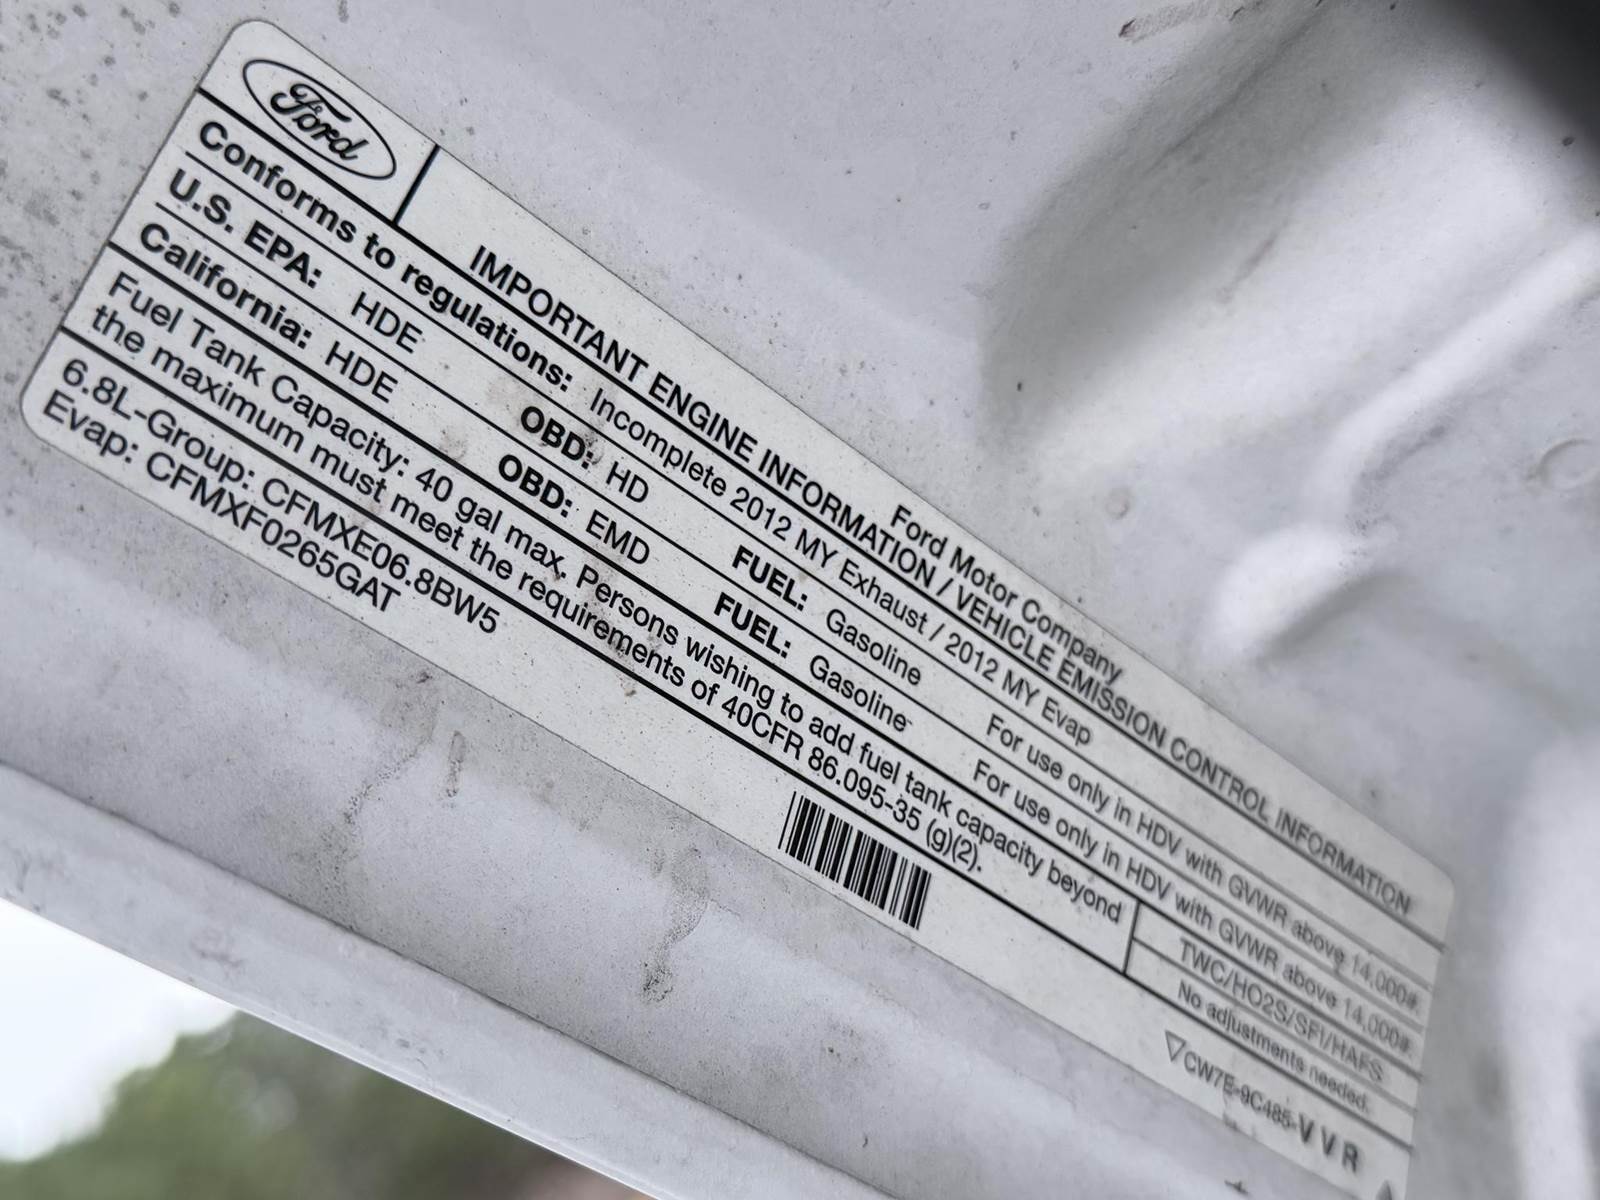 Ford
Ford Motor Company
IMPORTANT ENGINE INFORMATION / VEHICLE EMISSION CONTROL INFORMATION
Conforms to regulations: Incomplete 2012 MY Exhaust / 2012 MY Evap
U.S. EPA: HDE OBD: HD FUEL: Gasoline For use only in HDV with GVWR above 14,000#.
California: HDE OBD: EMD FUEL: Gasoline For use only in HDV with GVWR above 14,000#.
Fuel Tank Capacity: 40 gal max. Persons wishing to add fuel tank capacity beyond
the maximum must meet the requirements of 40CFR 86.095-35 (g)(2).
TWC/HO2S/SFI/HAFS
No adjustments needed.
6.8L-Group: CFMXE06.8BW5
Evap: CFMXF0265GAT
CW7E-9C485-VVR